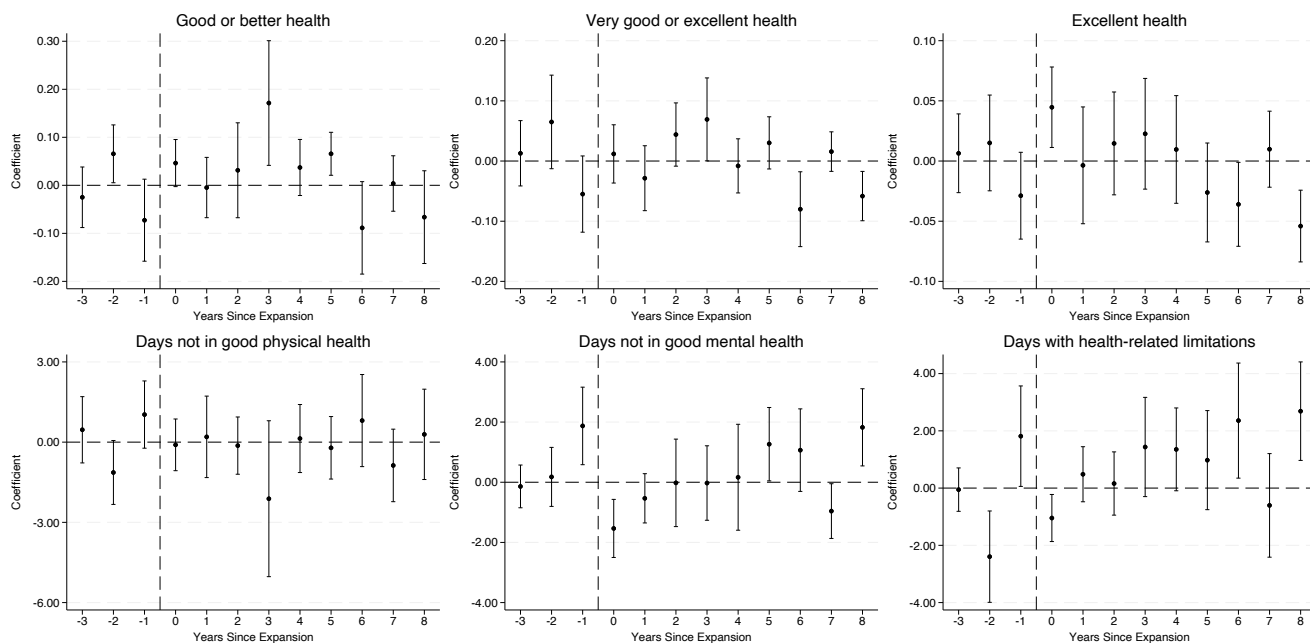 Good or better health
0.30
0.20
0.10
0.00
-0.10
-0.20
Coefficient
-3 -2 -1 0 1 2 3 4 5 6 7 8
Years Since Expansion
Very good or excellent health
0.20
0.10
0.00
-0.10
-0.20
Coefficient
-3 -2 -1 0 1 2 3 4 5 6 7 8
Years Since Expansion
Excellent health
0.10
0.05
0.00
-0.05
-0.10
Coefficient
-3 -2 -1 0 1 2 3 4 5 6 7 8
Years Since Expansion
Days not in good physical health
3.00
0.00
-3.00
-6.00
Coefficient
-3 -2 -1 0 1 2 3 4 5 6 7 8
Years Since Expansion
Days not in good mental health
4.00
2.00
0.00
-2.00
-4.00
Coefficient
-3 -2 -1 0 1 2 3 4 5 6 7 8
Years Since Expansion
Days with health-related limitations
4.00
2.00
0.00
-2.00
-4.00
Coefficient
-3 -2 -1 0 1 2 3 4 5 6 7 8
Years Since Expansion